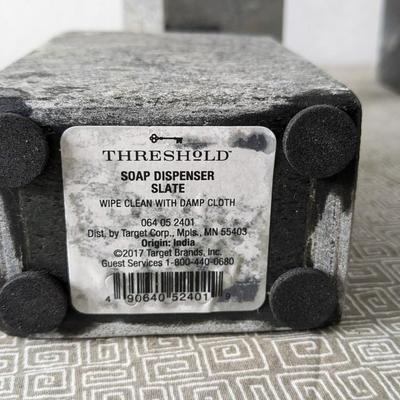 THRESHOLD
SOAP DISPENSER
SLATE
WIPE CLEAN WITH DAMP CLOTH
064 05 2401
Dist. by Target Corp., Mpls., MN 55403
Origin: India
©2017 Target Brands, Inc.
Guest Services 1-800-440-0680
4 90640 52401 9